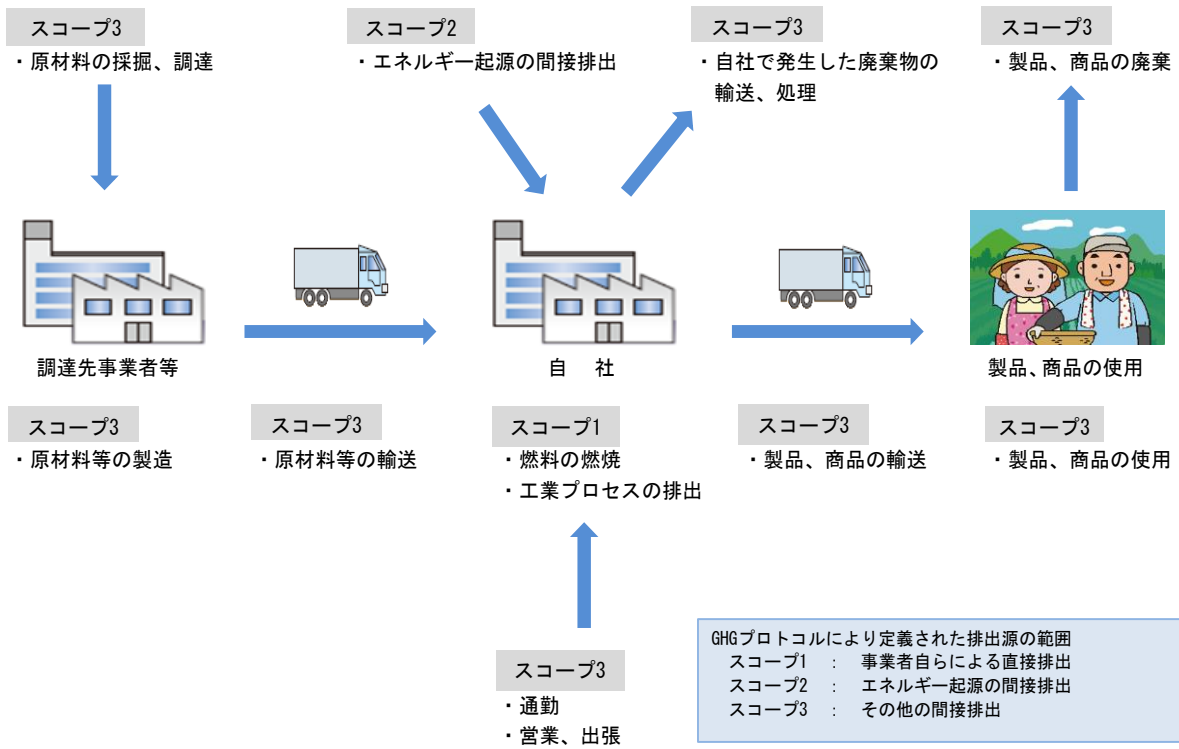 スコープ3
・原材料の採掘、調達
スコープ2
・エネルギー起源の間接排出
スコープ3
・自社で発生した廃棄物の
輸送、処理
スコープ3
・製品、商品の廃棄
調達先事業者等
自　社
製品、商品の使用
スコープ3
・原材料等の製造
スコープ3
・原材料等の輸送
スコープ1
・燃料の燃焼
・工業プロセスの排出
スコープ3
・製品、商品の輸送
スコープ3
・製品、商品の使用
スコープ3
・通勤
・営業、出張
GHGプロトコルにより定義された排出源の範囲
スコープ1　：　事業者自らによる直接排出
スコープ2　：　エネルギー起源の間接排出
スコープ3　：　その他の間接排出